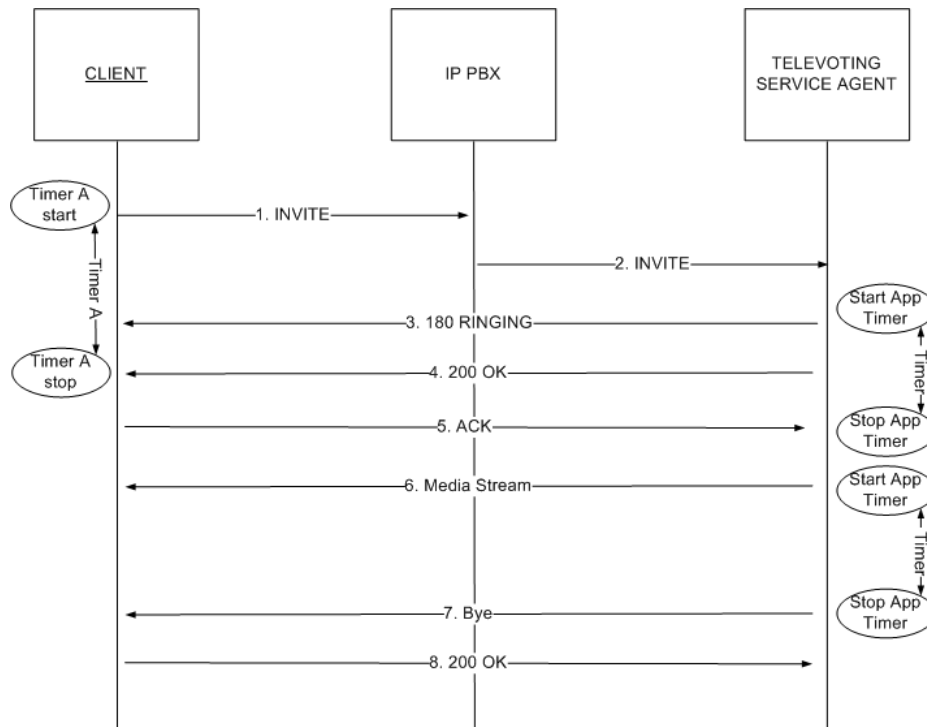 CLIENT
IP PBX
TELEVOTING
SERVICE AGENT
Timer A
start
1. INVITE
Timer A
2. INVITE
Start App
Timer
3. 180 RINGING
Timer A
stop
4. 200 OK
Timer
5. ACK
Stop App
Timer
6. Media Stream
Start App
Timer
Timer
7. Bye
Stop App
Timer
8. 200 OK